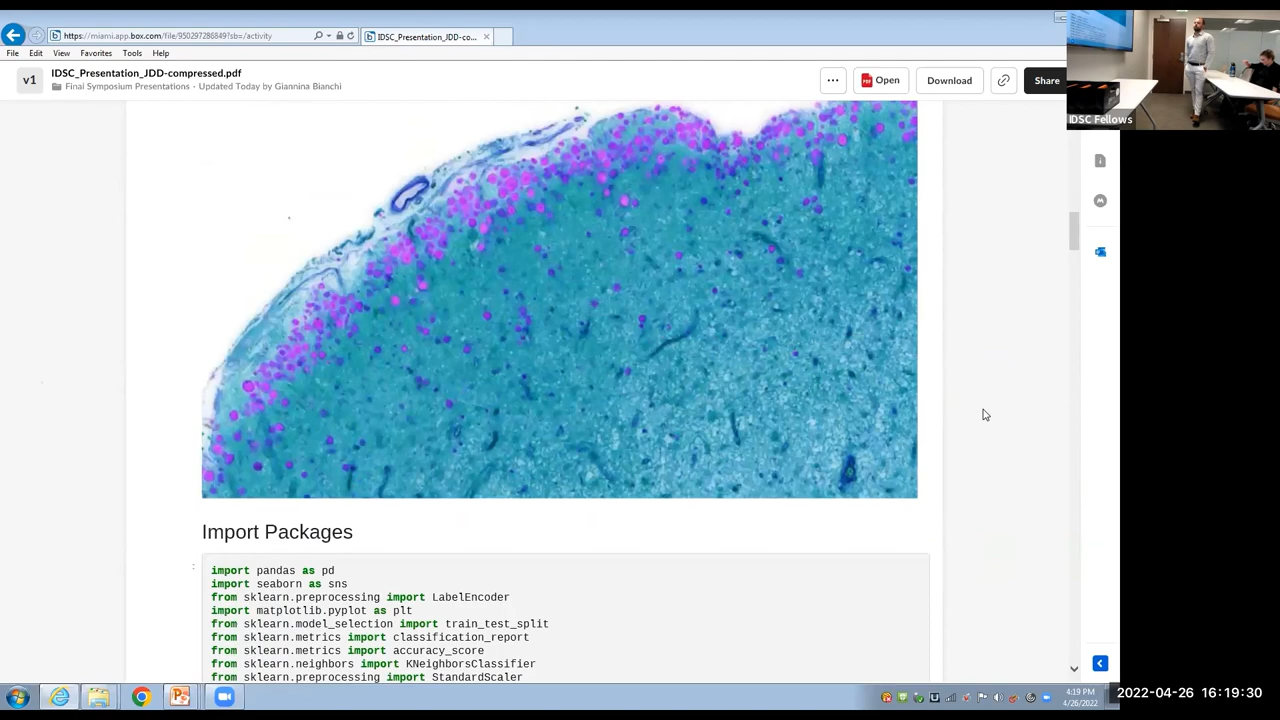 https://miami.app.box.com/file/950297286849?sb=/activity
IDSC_Presentation_JDD-co...
File Edit View Favorites Tools Help
v1
IDSC_Presentation_JDD-compressed.pdf
Final Symposium Presentations · Updated Today by Giannina Bianchi
Open
Download
Share
IDSC Fellows
Import Packages
import pandas as pd
import seaborn as sns
from sklearn.preprocessing import LabelEncoder
import matplotlib.pyplot as plt
from sklearn.model_selection import train_test_split
from sklearn.metrics import classification_report
from sklearn.metrics import accuracy_score
from sklearn.neighbors import KNeighborsClassifier
from sklearn.preprocessing import StandardScaler
4:19 PM
4/26/2022
2022-04-26 16:19:30